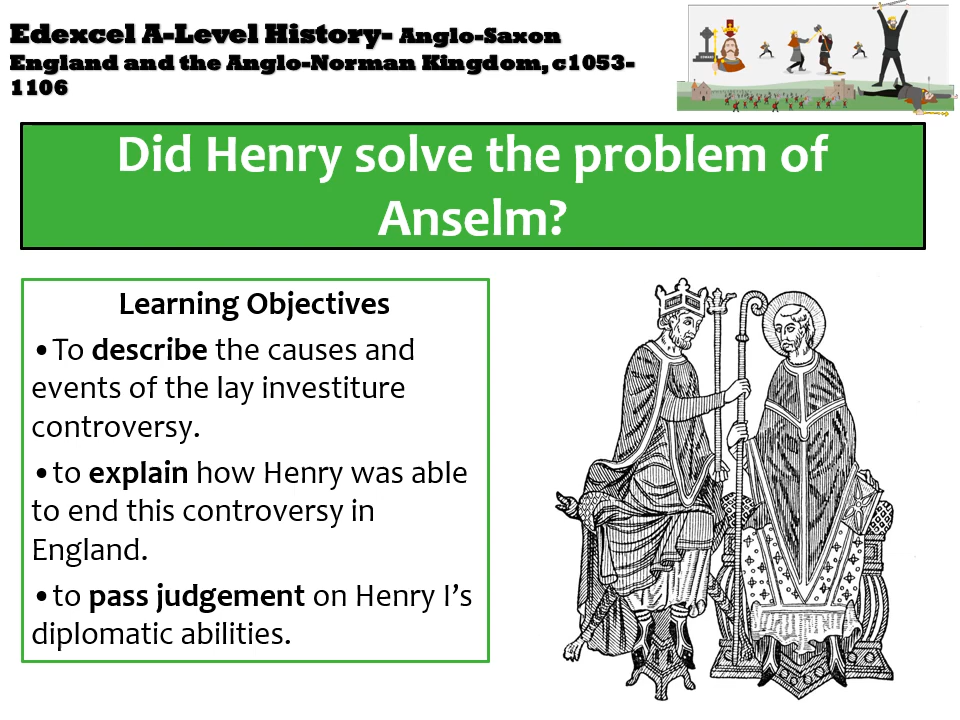 Edexcel A-Level History- Anglo-Saxon
England and the Anglo-Norman Kingdom, c1053-
1106
Did Henry solve the problem of
Anselm?
Learning Objectives
•To describe the causes and
events of the lay investiture
controversy.
•to explain how Henry was able
to end this controversy in
England.
•to pass judgement on Henry I’s
diplomatic abilities.